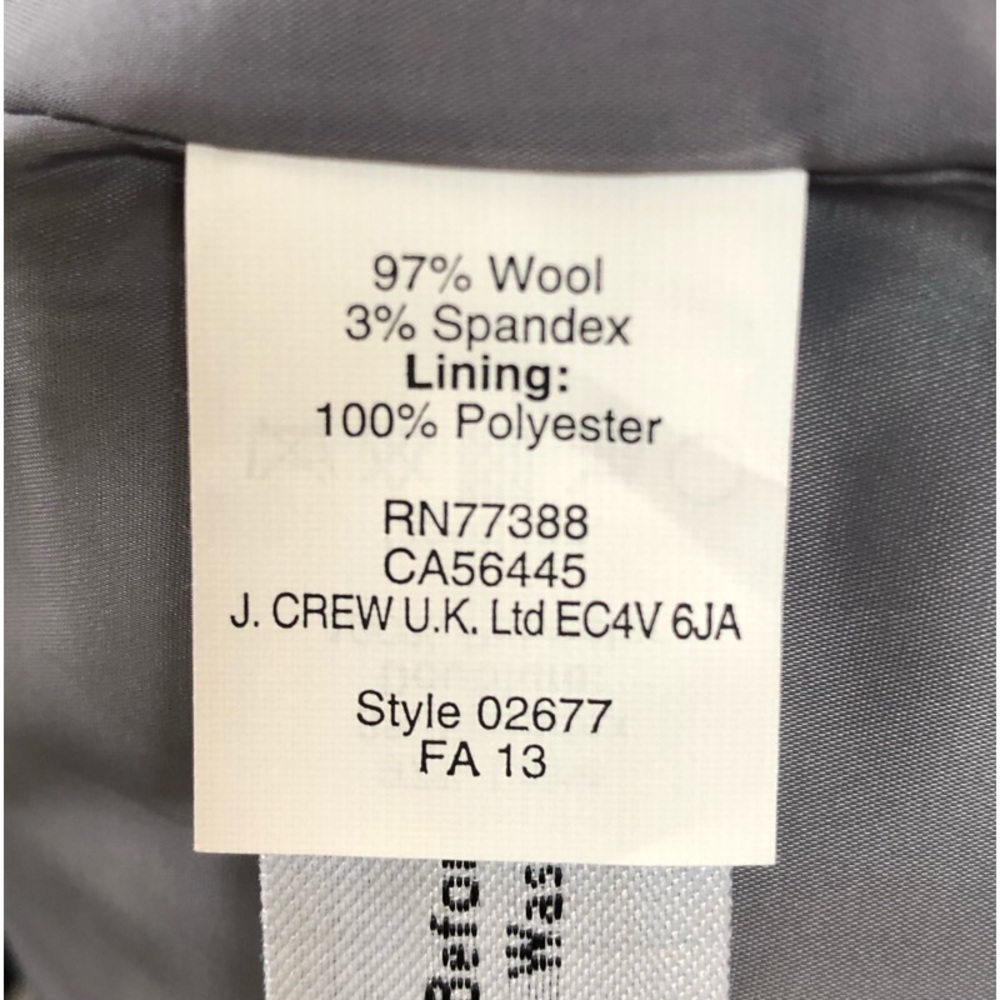 97% Wool
3% Spandex
Lining:
100% Polyester
RN77388
CA56445
J. CREW U.K. Ltd EC4V 6JA
Style 02677
FA 13